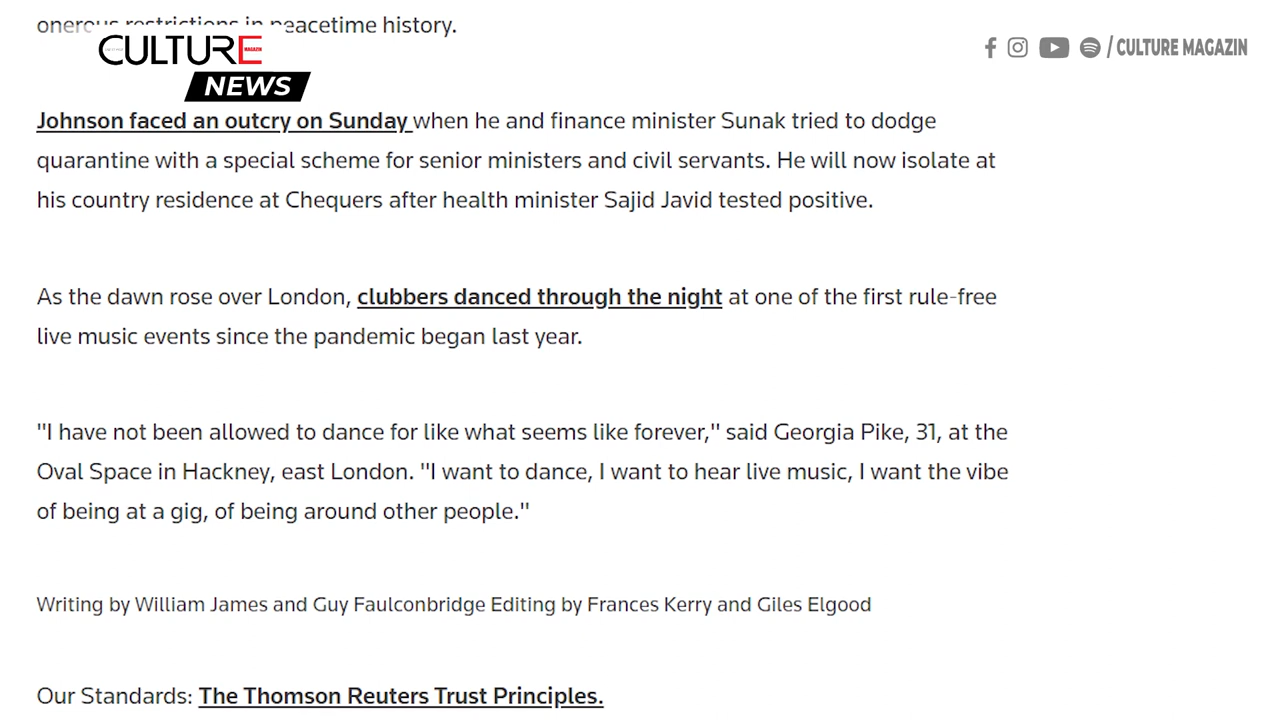 onerous restrictions in peacetime history.
CULTURE
MAGAZIN
NEWS
/ CULTURE MAGAZIN
Johnson faced an outcry on Sunday when he and finance minister Sunak tried to dodge
quarantine with a special scheme for senior ministers and civil servants. He will now isolate at
his country residence at Chequers after health minister Sajid Javid tested positive.
As the dawn rose over London, clubbers danced through the night at one of the first rule-free
live music events since the pandemic began last year.
"I have not been allowed to dance for like what seems like forever," said Georgia Pike, 31, at the
Oval Space in Hackney, east London. "I want to dance, I want to hear live music, I want the vibe
of being at a gig, of being around other people."
Writing by William James and Guy Faulconbridge Editing by Frances Kerry and Giles Elgood
Our Standards: The Thomson Reuters Trust Principles.